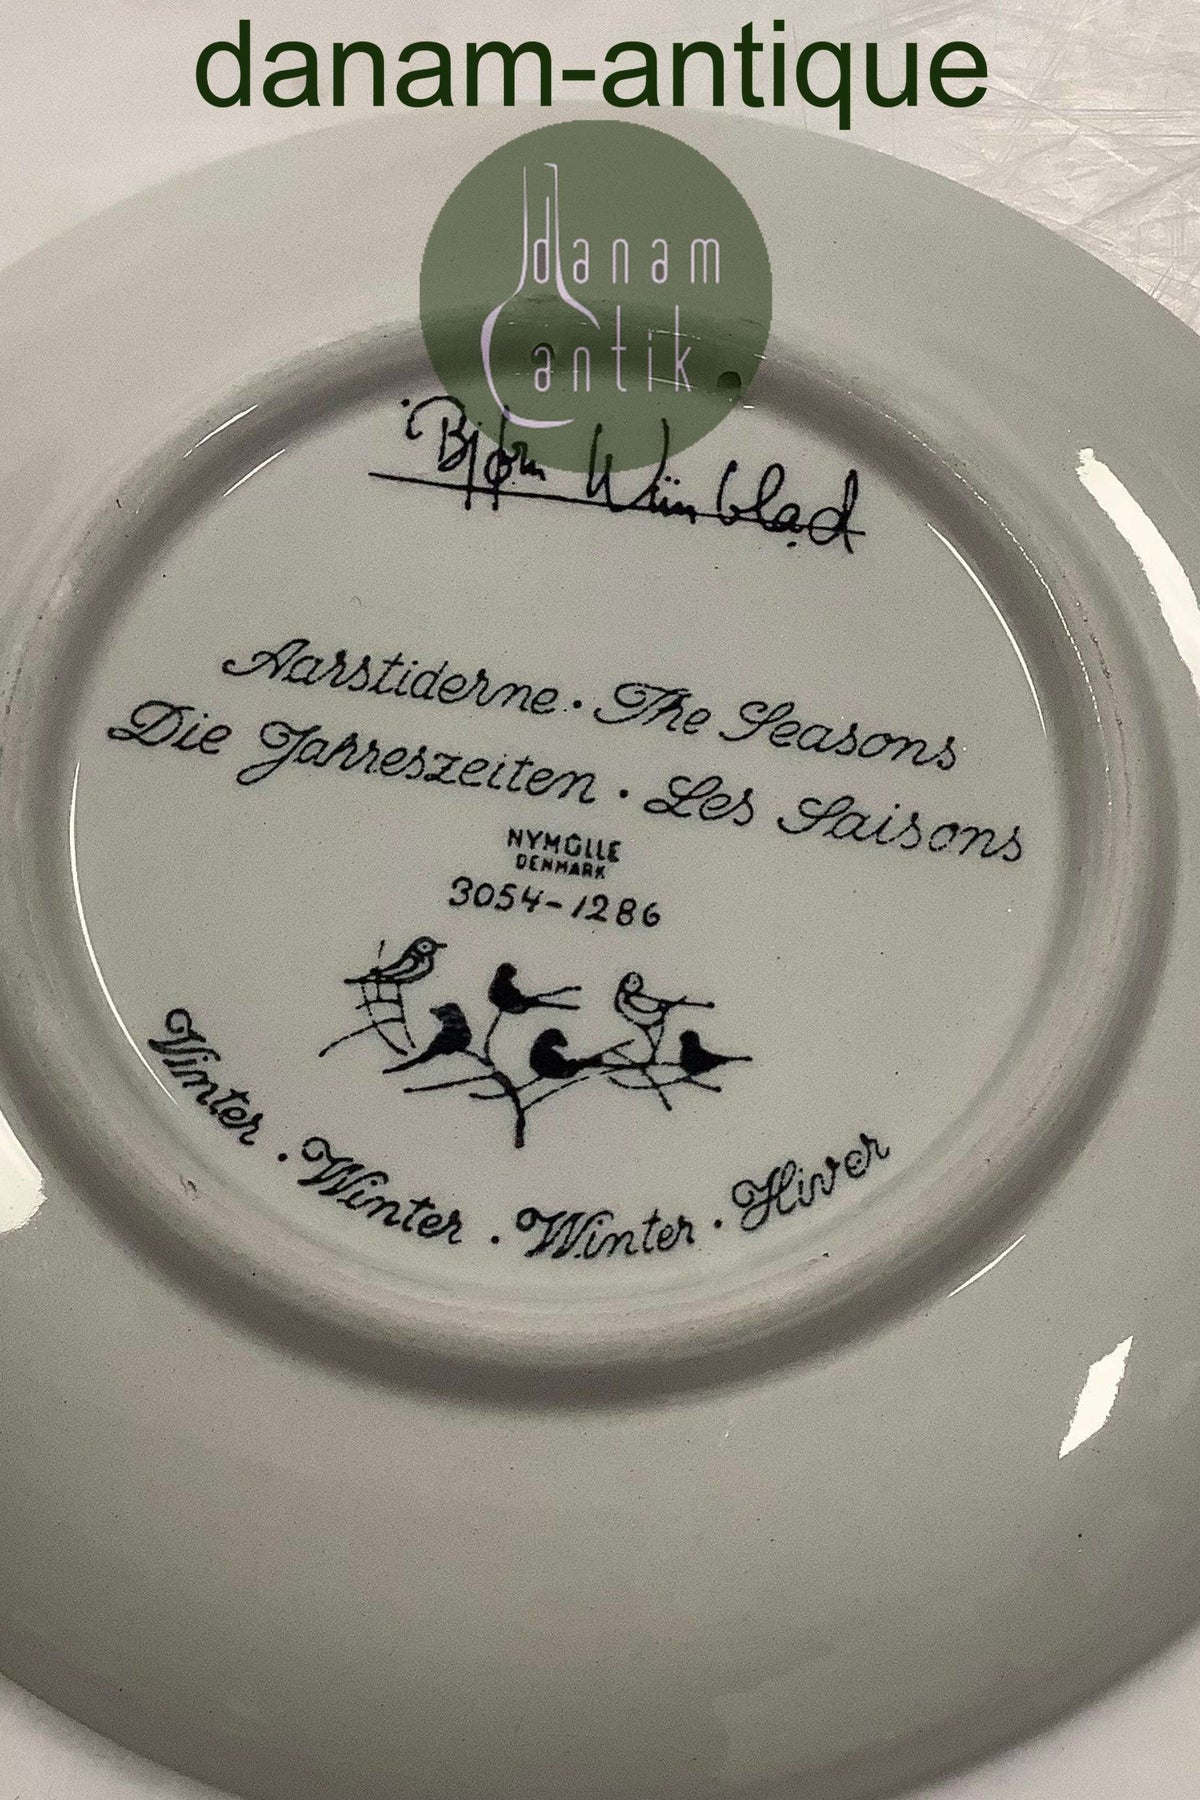 danam-antique
danam
antik
Bjørn Wiinblad
Aarstiderne · The Seasons
Die Jahreszeiten · Les Saisons
NYMÖLLE
DENMARK
3054-1286
Vinter · Winter · Winter · Hiver